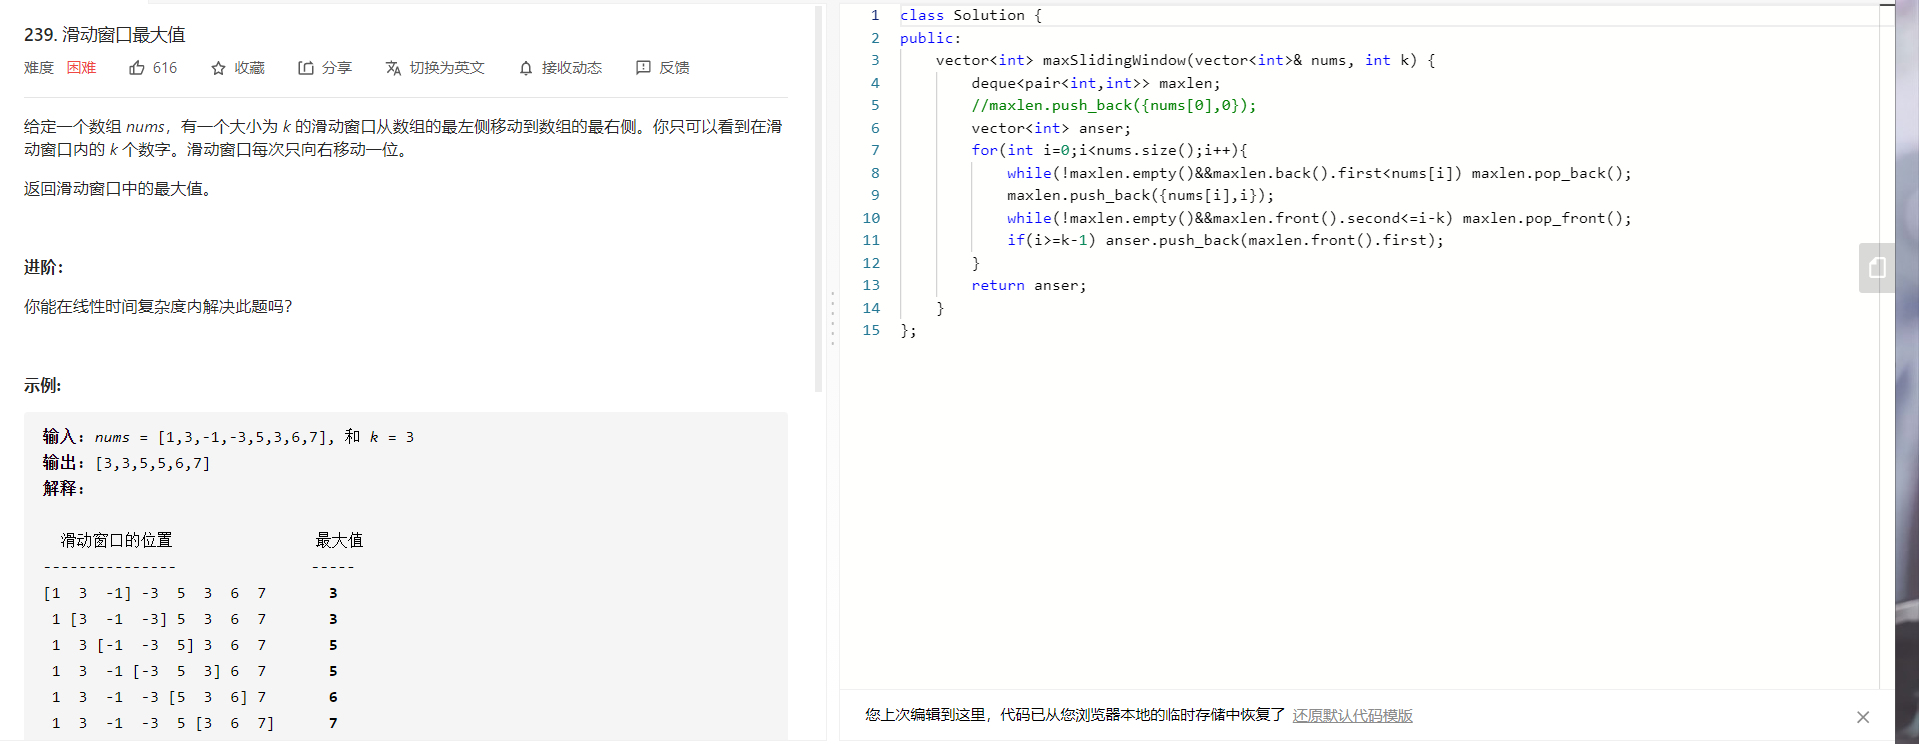 239. 滑动窗口最大值
难度 困难 616 收藏 分享 切换为英文 接收动态 反馈
给定一个数组 nums，有一个大小为 k 的滑动窗口从数组的最左侧移动到数组的最右侧。你只可以看到在滑
动窗口内的 k 个数字。滑动窗口每次只向右移动一位。
返回滑动窗口中的最大值。
进阶：
你能在线性时间复杂度内解决此题吗？
示例:
输入: nums = [1,3,-1,-3,5,3,6,7], 和 k = 3
输出: [3,3,5,5,6,7]
解释:
滑动窗口的位置 最大值
--------------- -----
[1 3 -1] -3 5 3 6 7 3
1 [3 -1 -3] 5 3 6 7 3
1 3 [-1 -3 5] 3 6 7 5
1 3 -1 [-3 5 3] 6 7 5
1 3 -1 -3 [5 3 6] 7 6
1 3 -1 -3 5 [3 6 7] 7
1 class Solution {
2 public:
3 vector<int> maxSlidingWindow(vector<int>& nums, int k) {
4 deque<pair<int,int>> maxlen;
5 //maxlen.push_back({nums[0],0});
6 vector<int> anser;
7 for(int i=0;i<nums.size();i++){
8 while(!maxlen.empty()&&maxlen.back().first<nums[i]) maxlen.pop_back();
9 maxlen.push_back({nums[i],i});
10 while(!maxlen.empty()&&maxlen.front().second<=i-k) maxlen.pop_front();
11 if(i>=k-1) anser.push_back(maxlen.front().first);
12 }
13 return anser;
14 }
15 };
您上次编辑到这里，代码已从您浏览器本地的临时存储中恢复了 还原默认代码模版